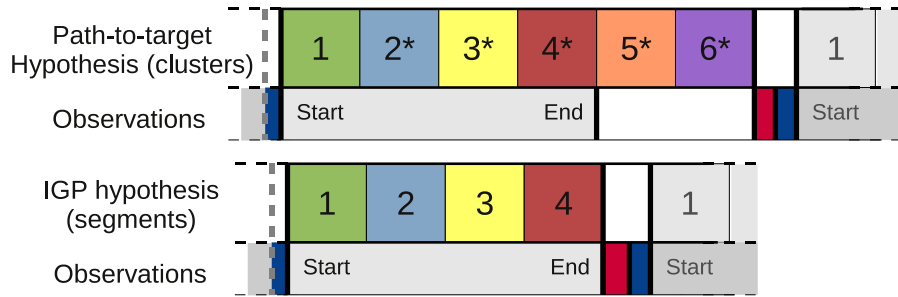 Path-to-target
Hypothesis (clusters)
1 2* 3* 4* 5* 6* 1
Observations
Start End Start
IGP hypothesis
(segments)
1 2 3 4 1
Observations
Start End Start